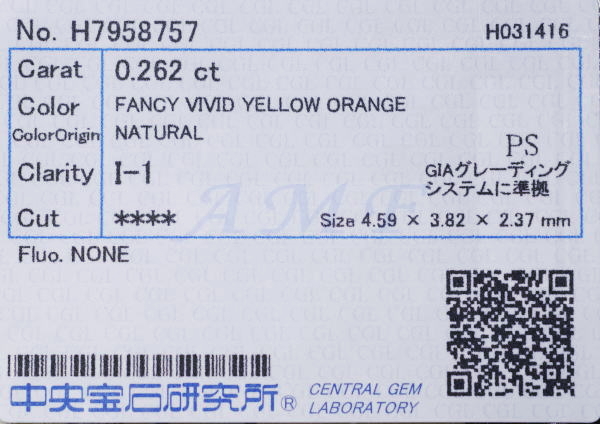 No. H7958757 H031416
Carat 0.262 ct
Color FANCY VIVID YELLOW ORANGE
ColorOrigin NATURAL
PS
Clarity I-1 GIAグレーディング
システムに準拠
Cut **** Size 4.59 × 3.82 × 2.37 mm
AME
Fluo. NONE
中央宝石研究所® CENTRAL GEM
LABORATORY